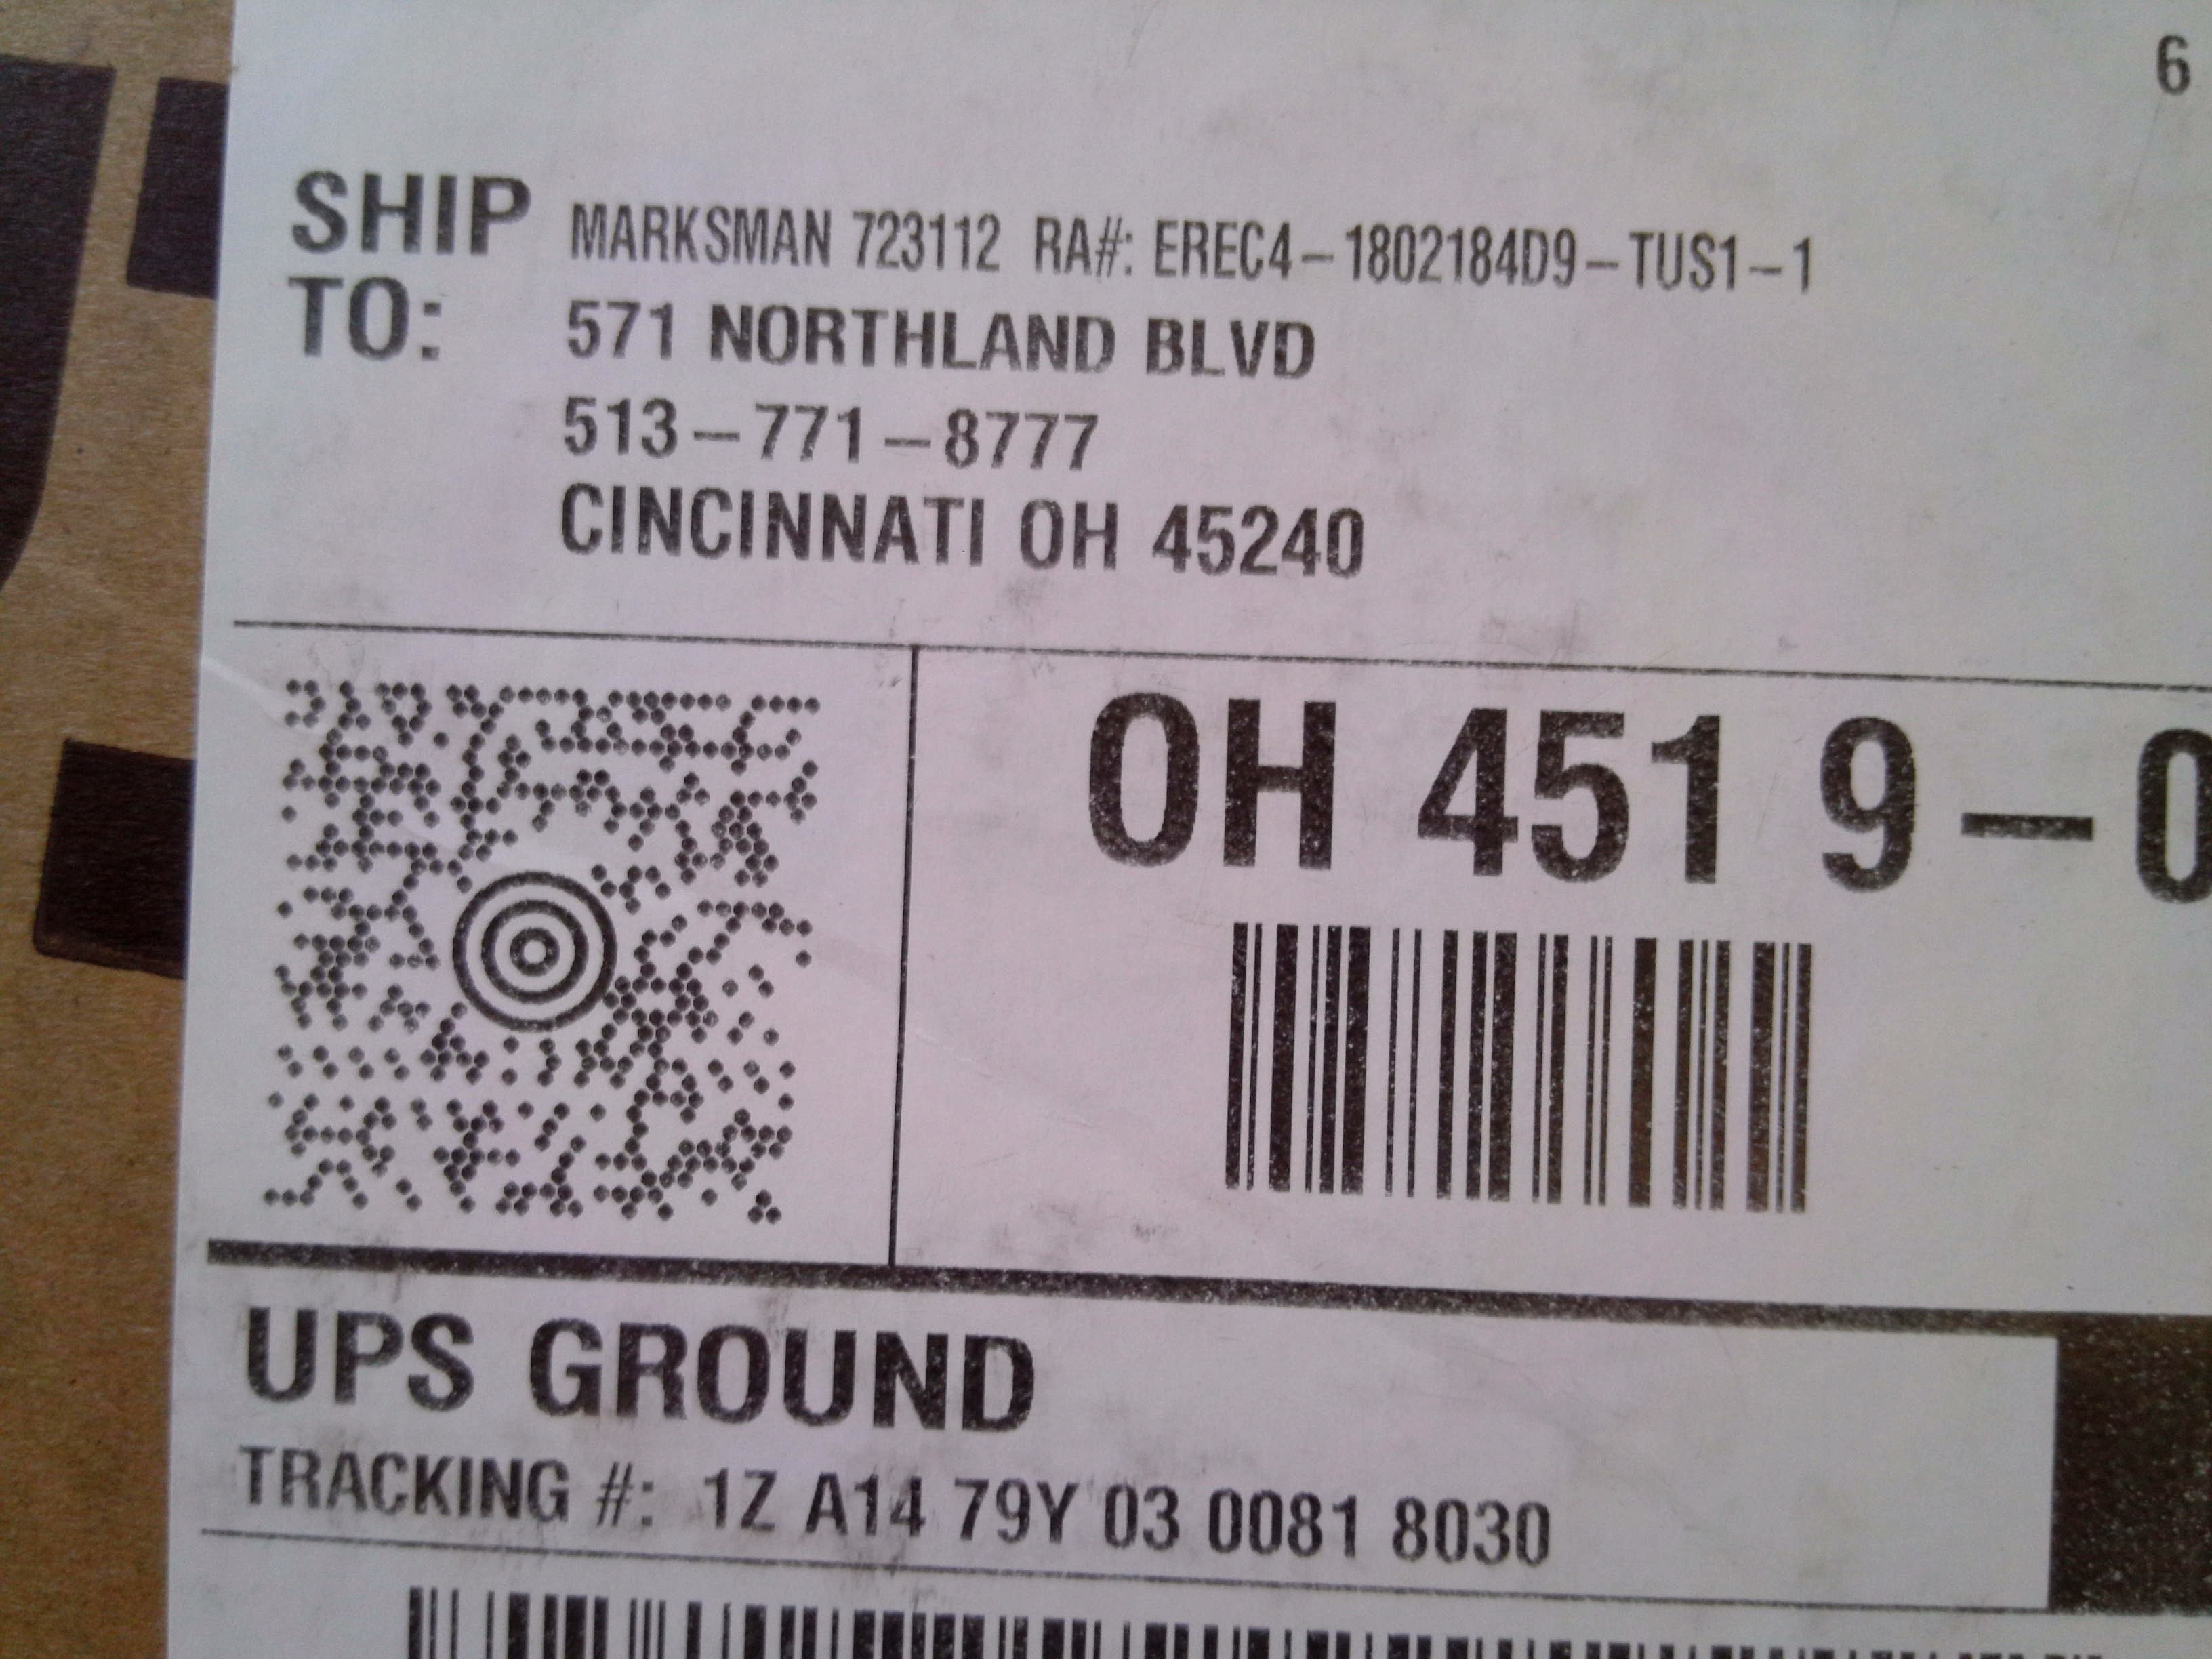 6
SHIP TO: MARKSMAN 723112 RA#: EREC4-1802184D9-TUS1-1
571 NORTHLAND BLVD
513-771-8777
CINCINNATI OH 45240
OH 451 9-0
UPS GROUND
TRACKING #: 1Z A14 79Y 03 0081 8030